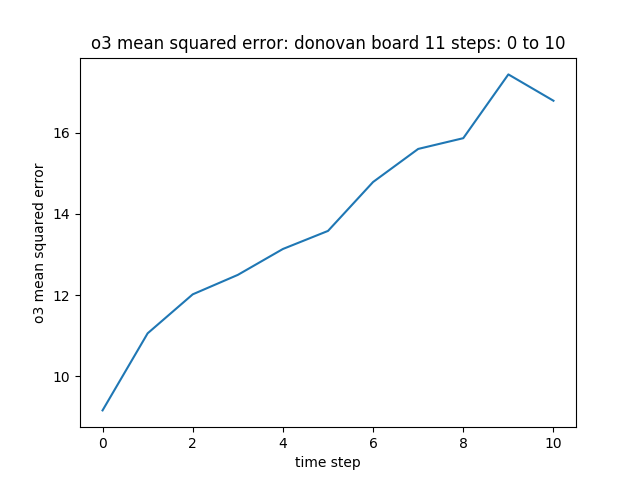 o3 mean squared error: donovan board 11 steps: 0 to 10
o3 mean squared error
16
14
12
10
0 2 4 6 8 10
time step